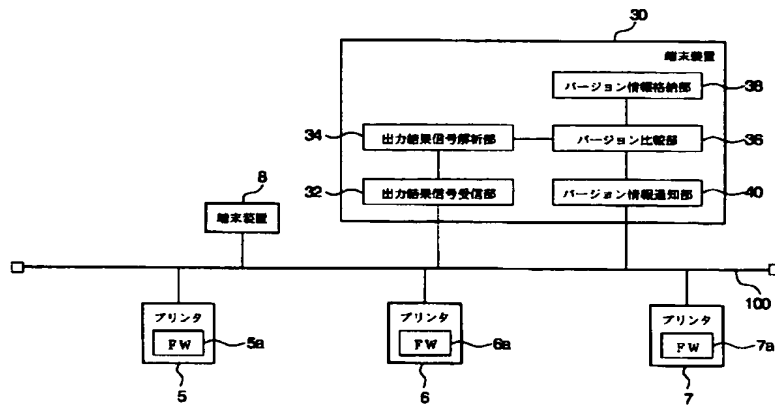 30
端末装置
バージョン情報格納部
38
34
出力結果信号解析部
バージョン比較部
36
8
32
出力結果信号受信部
バージョン情報通知部
40
端末装置
100
プリンタ
FW
5a
5
プリンタ
FW
6a
6
プリンタ
FW
7a
7